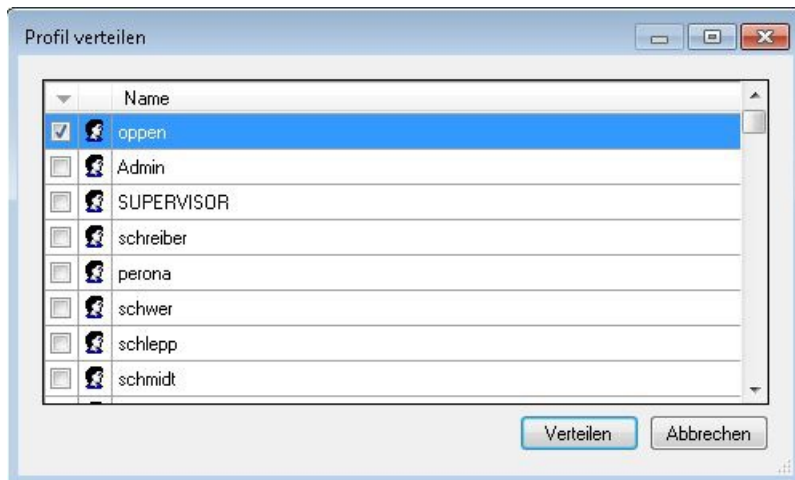 Profil verteilen
Name
oppen
Admin
SUPERVISOR
schreiber
perona
schwer
schlepp
schmidt
Verteilen Abbrechen